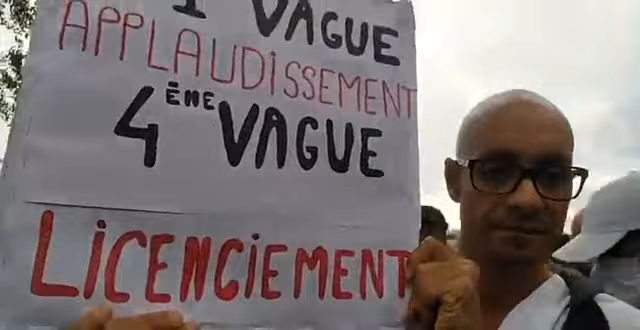 1 VAGUE
APPLAUDISSEMENT
4ÈME VAGUE
LiCENCiEMENT